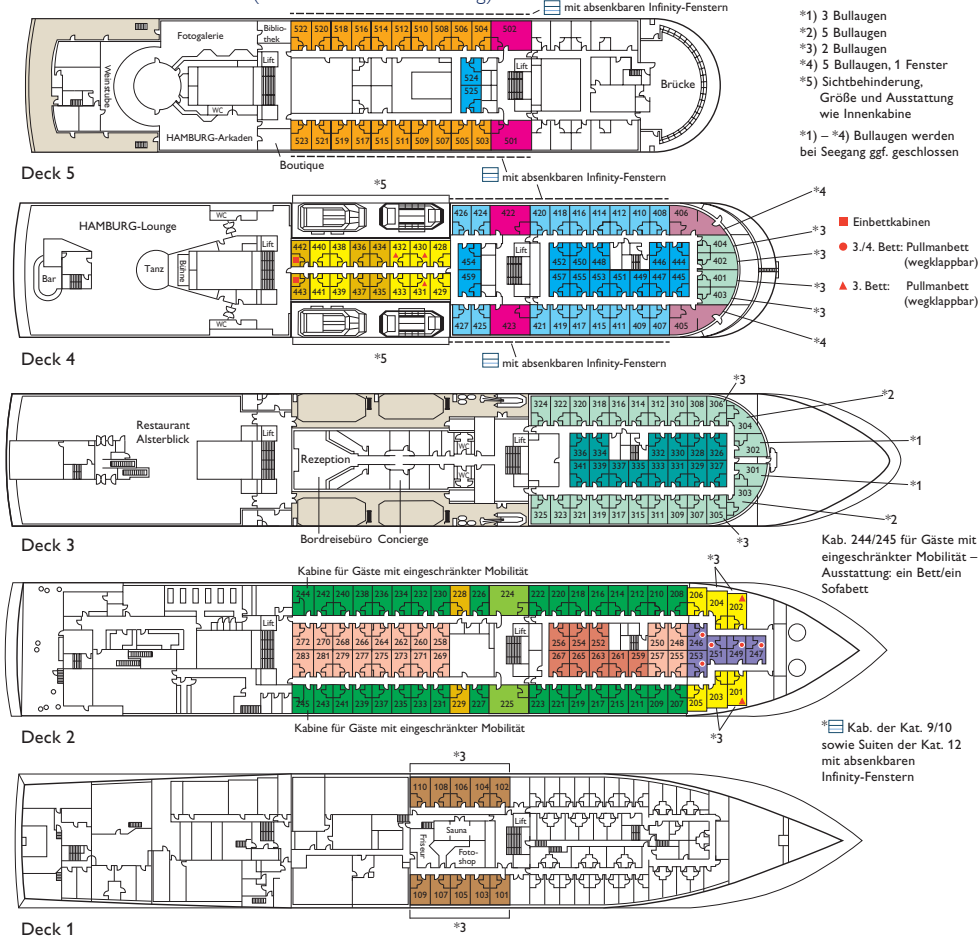 mit absenkbaren Infinity-Fenstern
Fotogalerie
Biblio-
thek
522 520 518 516 514 512 510 508 506 504 502
Lift
524
525
Weinstube
WC
Brücke
HAMBURG-Arkaden
Lift
523 521 519 517 515 511 509 507 505 503 501
Boutique
Deck 5
mit absenkbaren Infinity-Fenstern
*1) 3 Bullaugen
*2) 5 Bullaugen
*3) 2 Bullaugen
*4) 5 Bullaugen, 1 Fenster
*5) Sichtbehinderung,
Größe und Ausstattung
wie Innenkabine
*1) – *4) Bullaugen werden
bei Seegang ggf. geschlossen
*5
*4
HAMBURG-Lounge
WC
426 424 422 420 418 416 414 412 410 408 406
*3
Lift
442 440 438 436 434 432 430 428
Lift
404
402
*3
Bar
Tanz
Bühne
454 452 450 448 446 444
459 457 455 453 451 449 447 445
401
403
*3
443 441 439 437 435 433 431 429
*3
WC
427 425 423 421 419 417 415 411 409 407 405
*4
*5
Deck 4
mit absenkbaren Infinity-Fenstern
Einbettkabinen
3./4. Bett: Pullmanbett
(wegklappbar)
3. Bett: Pullmanbett
(wegklappbar)
*3
*2
Restaurant
Alsterblick
324 322 320 318 316 314 312 310 308 306
304
*1
Lift
Rezeption
WC
Lift
336 334 332 330 328 326
302
301
WC
341 339 337 335 333 331 329 327
*1
303
325 323 321 319 317 315 311 309 307 305
*2
Deck 3
Bordreisebüro Concierge
*3
Kab. 244/245 für Gäste mit
eingeschränkter Mobilität –
Ausstattung: ein Bett/ein
Sofabett
Kabine für Gäste mit eingeschränkter Mobilität
*3
244 242 240 238 236 234 232 230 228 226 224 222 220 218 216 214 212 210 208 206 204 202
Lift
272 270 268 266 264 262 260 258
Lift
256 254 252 250 248 246
283 281 279 277 275 273 271 269
267 265 263 261 259 257 255 253 251 249 247
245 243 241 239 237 235 233 231 229 227 225 223 221 219 217 215 211 209 207 205 203 201
Kabine für Gäste mit eingeschränkter Mobilität
*3
Deck 2
* Kab. der Kat. 9/10
sowie Suiten der Kat. 12
mit absenkbaren
Infinity-Fenstern
*3
110 108 106 104 102
Friseur
Sauna
Foto-
shop
Lift
109 107 105 103 101
*3
Deck 1